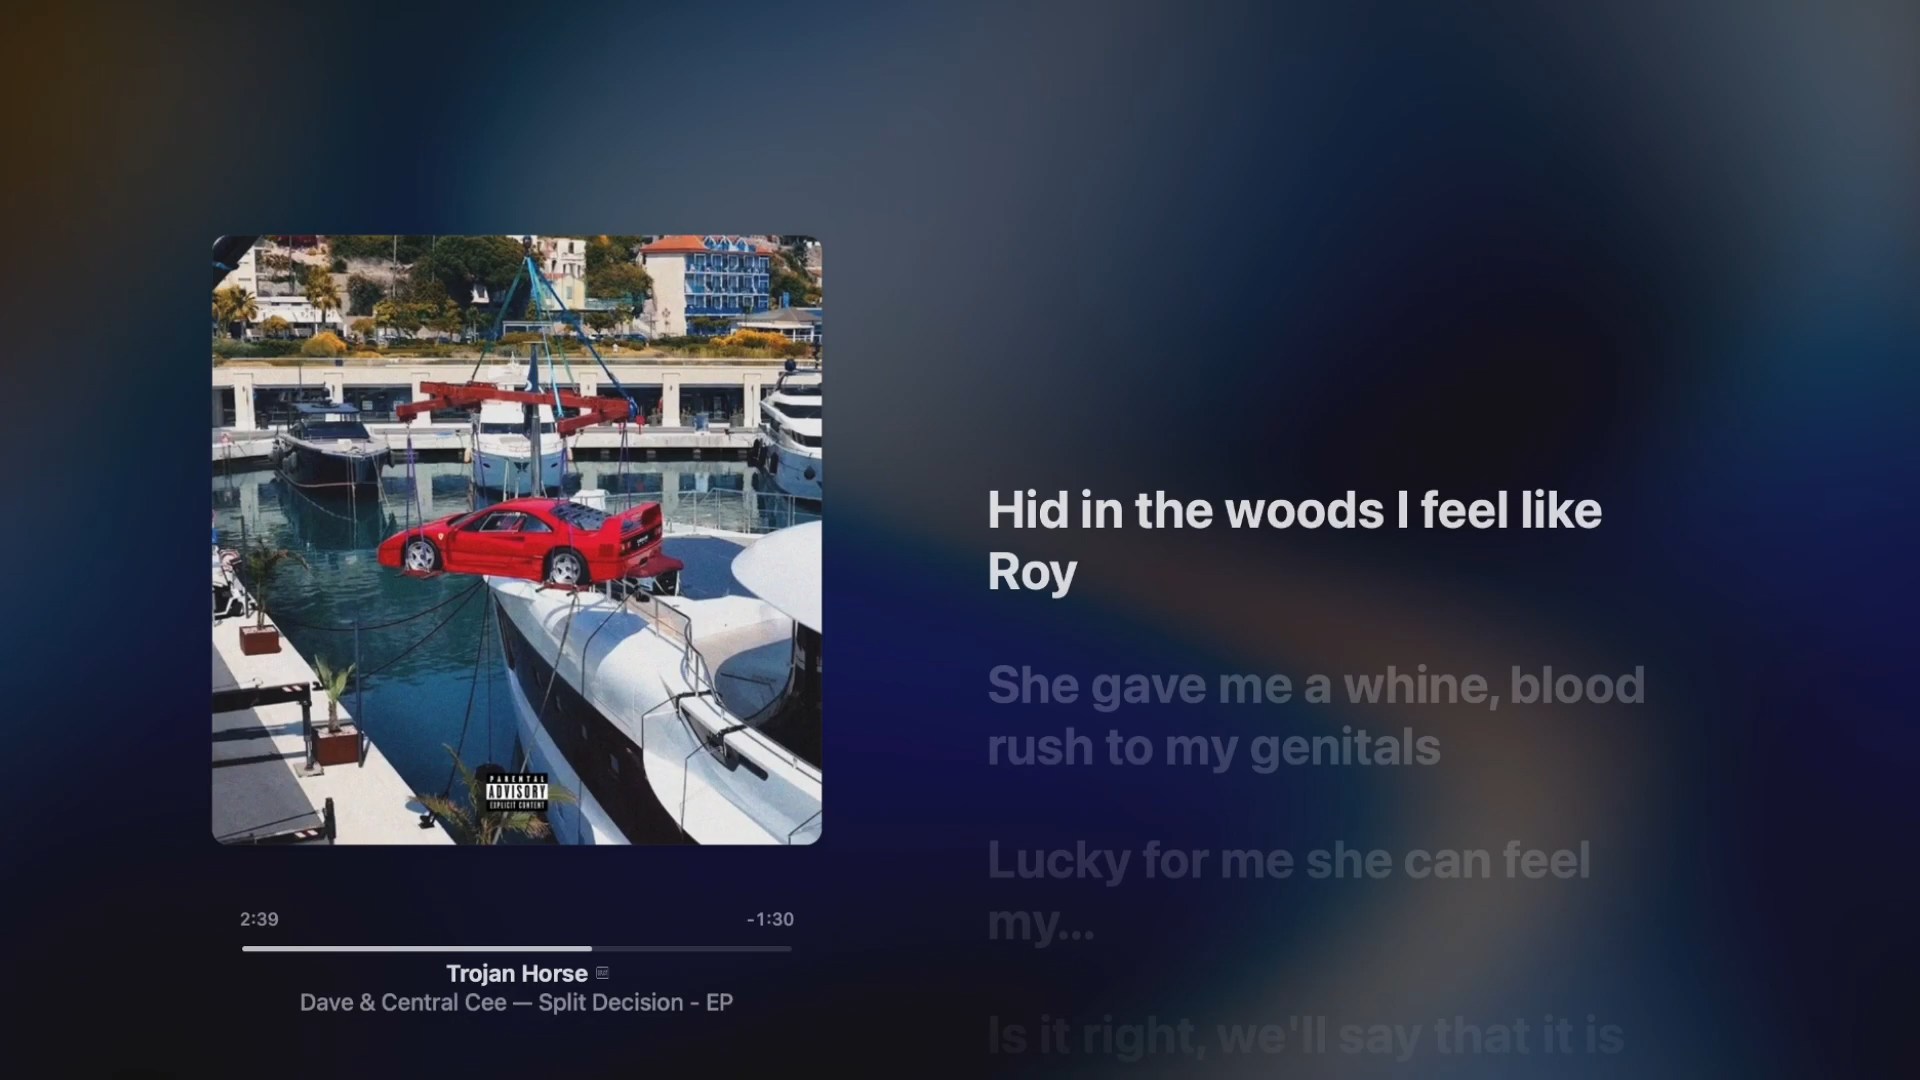 PARENTAL
ADVISORY
EXPLICIT CONTENT
2:39
-1:30
Trojan Horse
Dave & Central Cee — Split Decision - EP
Hid in the woods I feel like
Roy
She gave me a whine, blood
rush to my genitals
Lucky for me she can feel
my...
Is it right, we'll say that it is